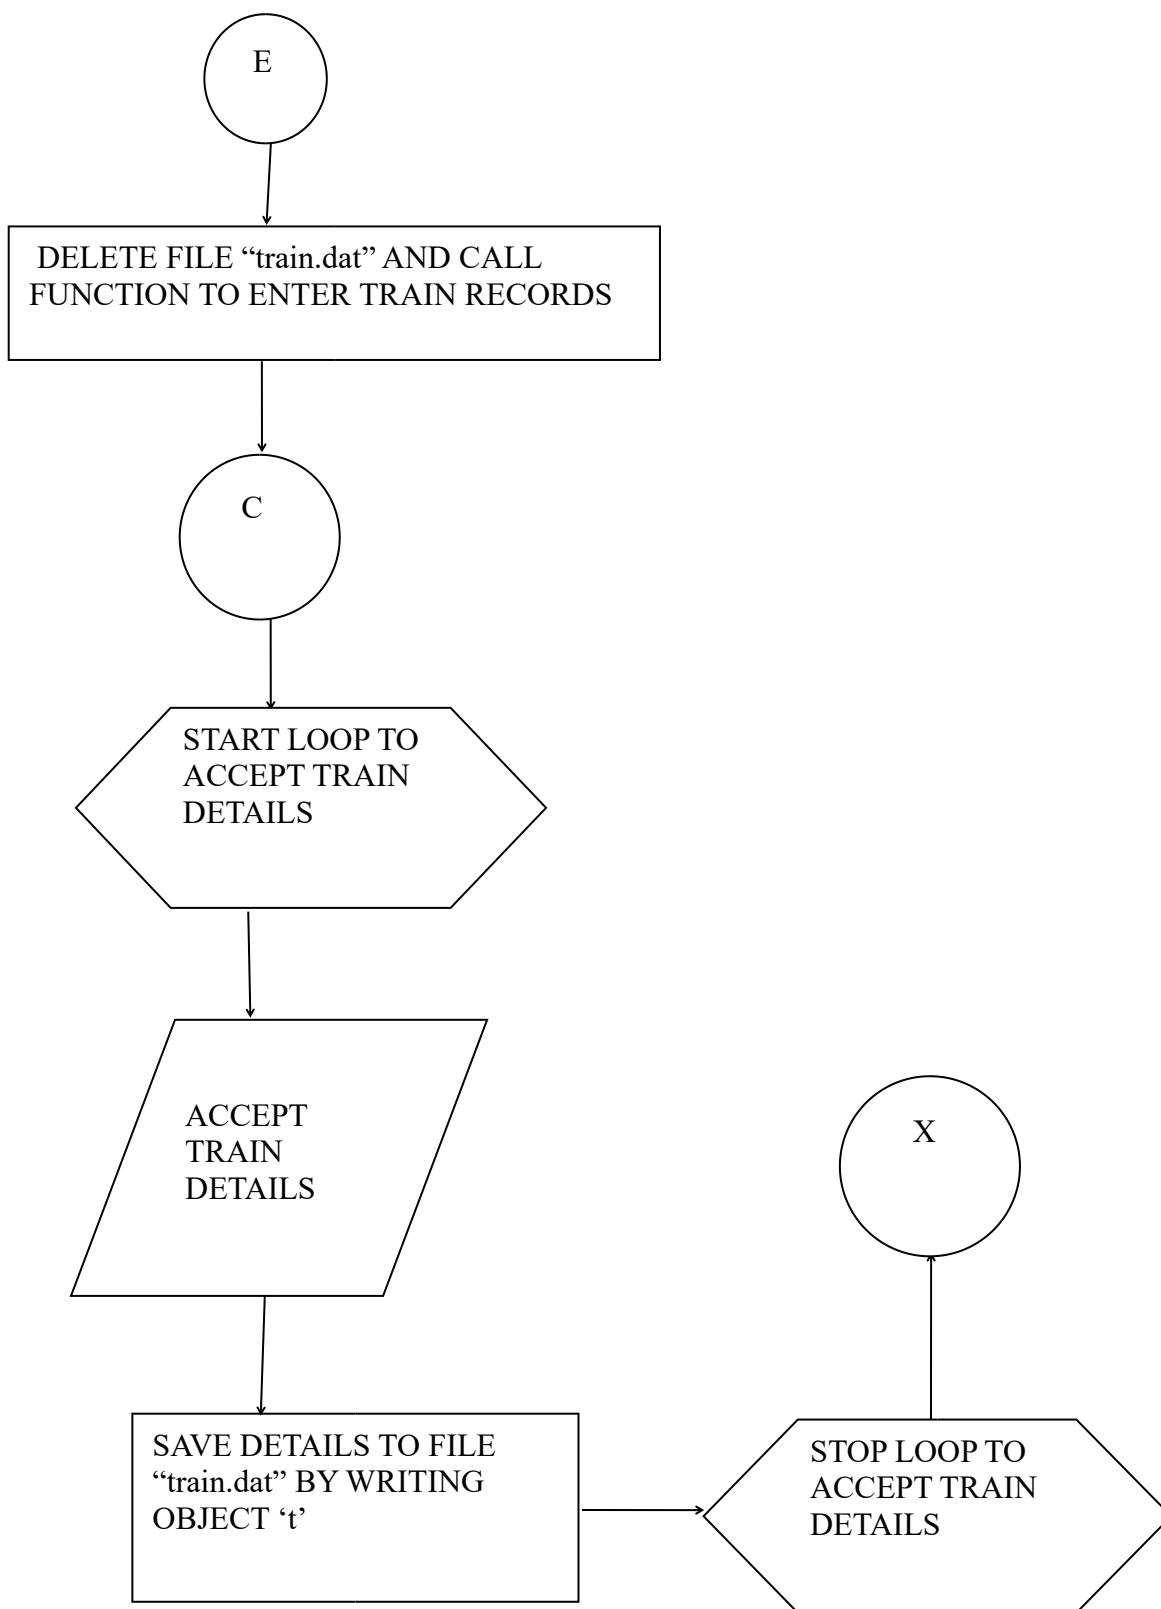 E
DELETE FILE “train.dat” AND CALL
FUNCTION TO ENTER TRAIN RECORDS
C
START LOOP TO
ACCEPT TRAIN
DETAILS
ACCEPT
TRAIN
DETAILS
X
SAVE DETAILS TO FILE
“train.dat” BY WRITING
OBJECT ‘t’
STOP LOOP TO
ACCEPT TRAIN
DETAILS